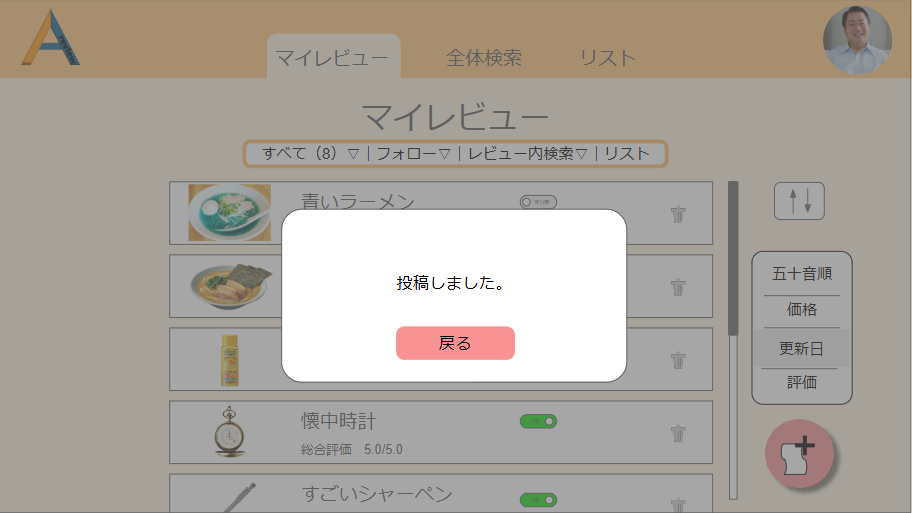 A review
マイレビュー 全体検索 リスト
マイレビュー
すべて（8）▽｜フォロー▽｜レビュー内検索▽｜リスト
青いラーメン
投稿しました。
戻る
懐中時計
総合評価 5.0/5.0
すごいシャーペン
五十音順
価格
更新日
評価